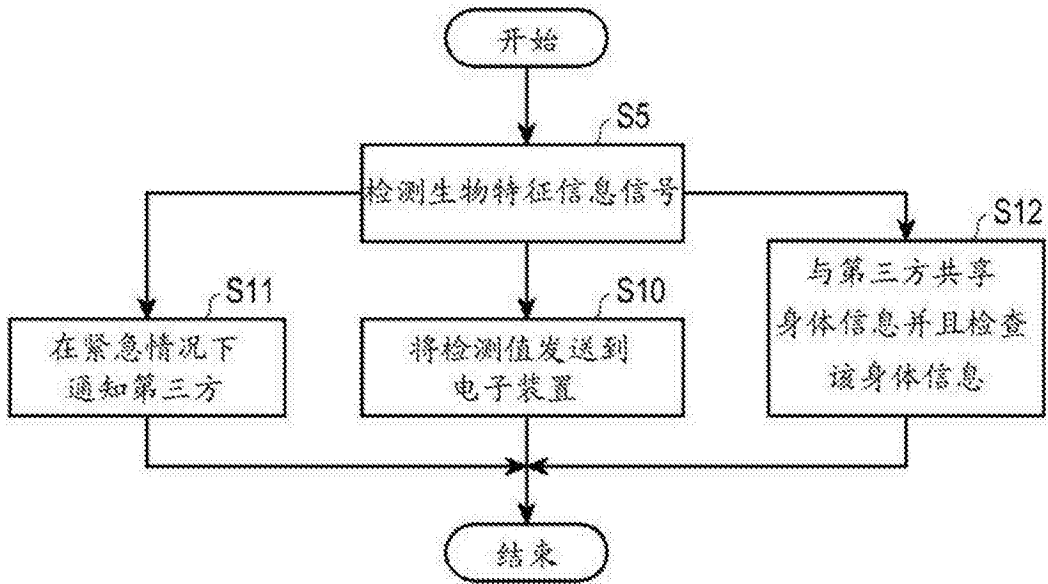 开始
S5
检测生物特征信息信号
S12
与第三方共享
身体信息并且检查
该身体信息
S11
在紧急情况下
通知第三方
S10
将检测值发送到
电子装置
结束